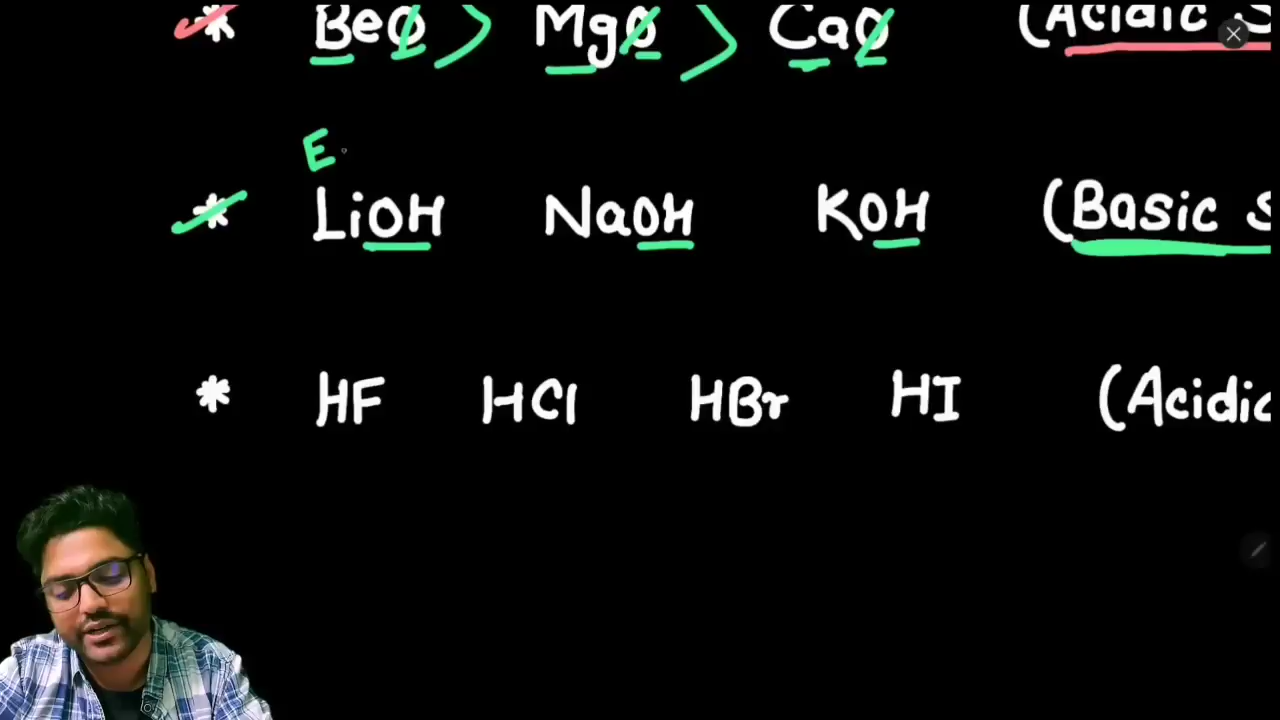 * BeO > MgO > CaO (Acidic S
E
* LiOH NaOH KOH (Basic S
* HF HCl HBr HI (Acidic